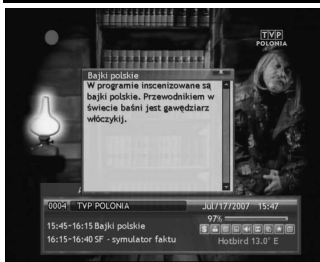 TVP
POLONIA
Bajki polskie
W programie inscenizowane są
bajki polskie. Przewodnikiem w
świecie baśni jest gawędziarz
włóczykij.
0004 TVP POLONIA Jul/17/2007 15:47
97%
15:45-16:15 Bajki polskie
16:15-16:40 SF - symulator faktu
Hotbird 13.0° E